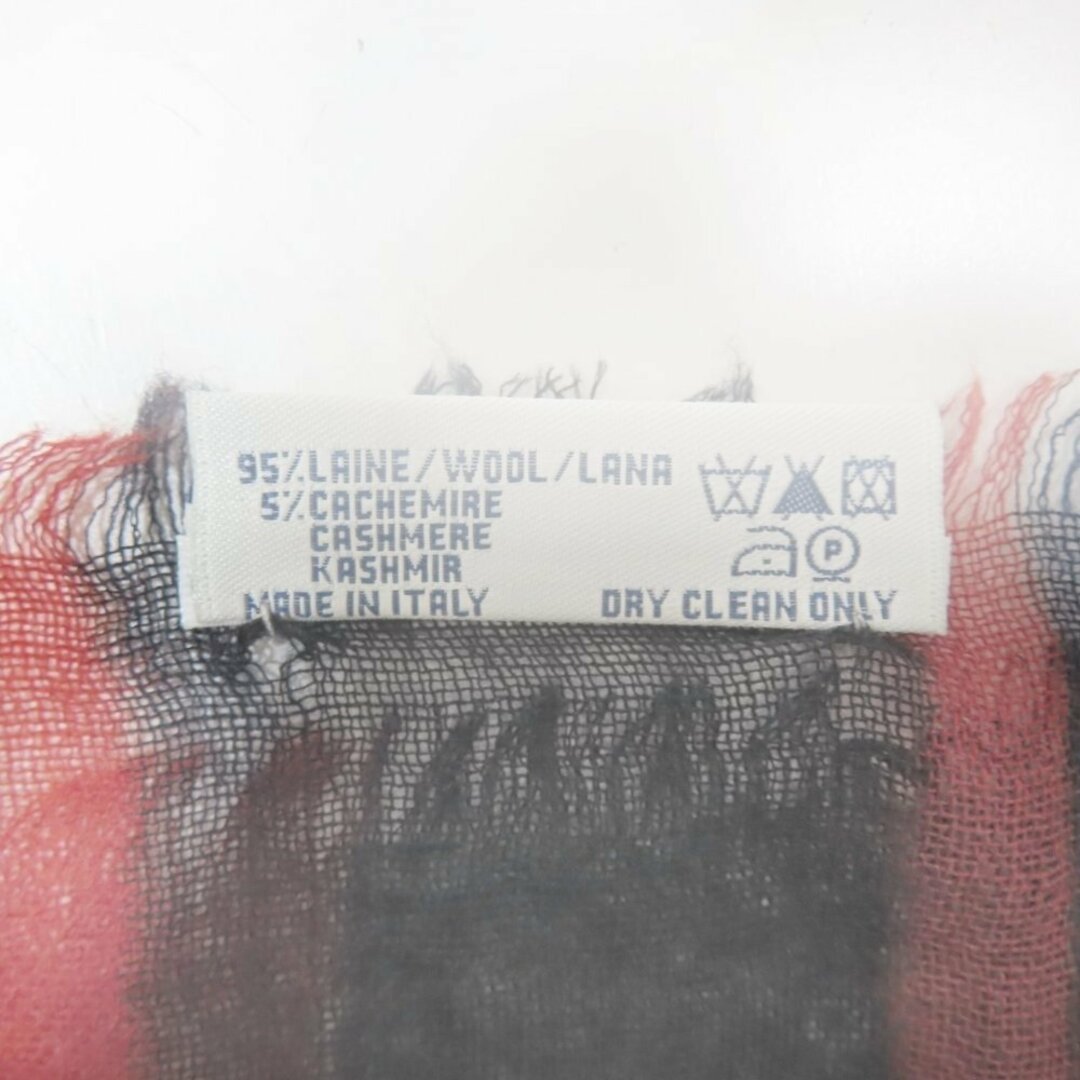 95%LAINE/WOOL/LANA
5%CACHEMIRE
CASHMERE
KASHMIR
P
MADE IN ITALY DRY CLEAN ONLY